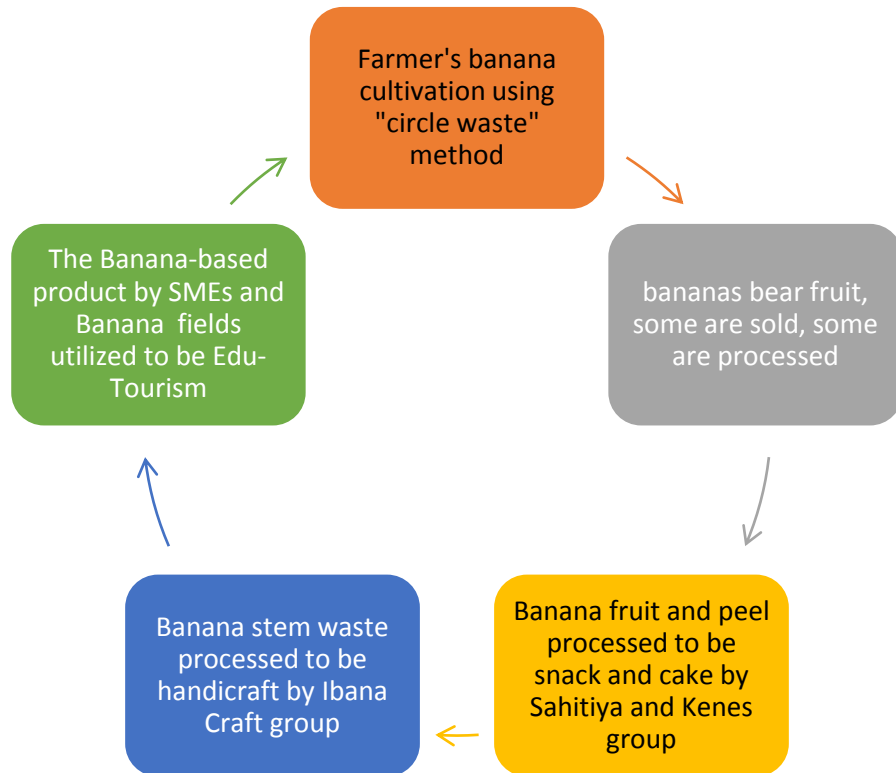 Farmer's banana
cultivation using
"circle waste"
method
bananas bear fruit,
some are sold, some
are processed
Banana fruit and peel
processed to be
snack and cake by
Sahitiya and Kenes
group
Banana stem waste
processed to be
handicraft by Ibana
Craft group
The Banana-based
product by SMEs and
Banana  fields
utilized to be Edu-
Tourism